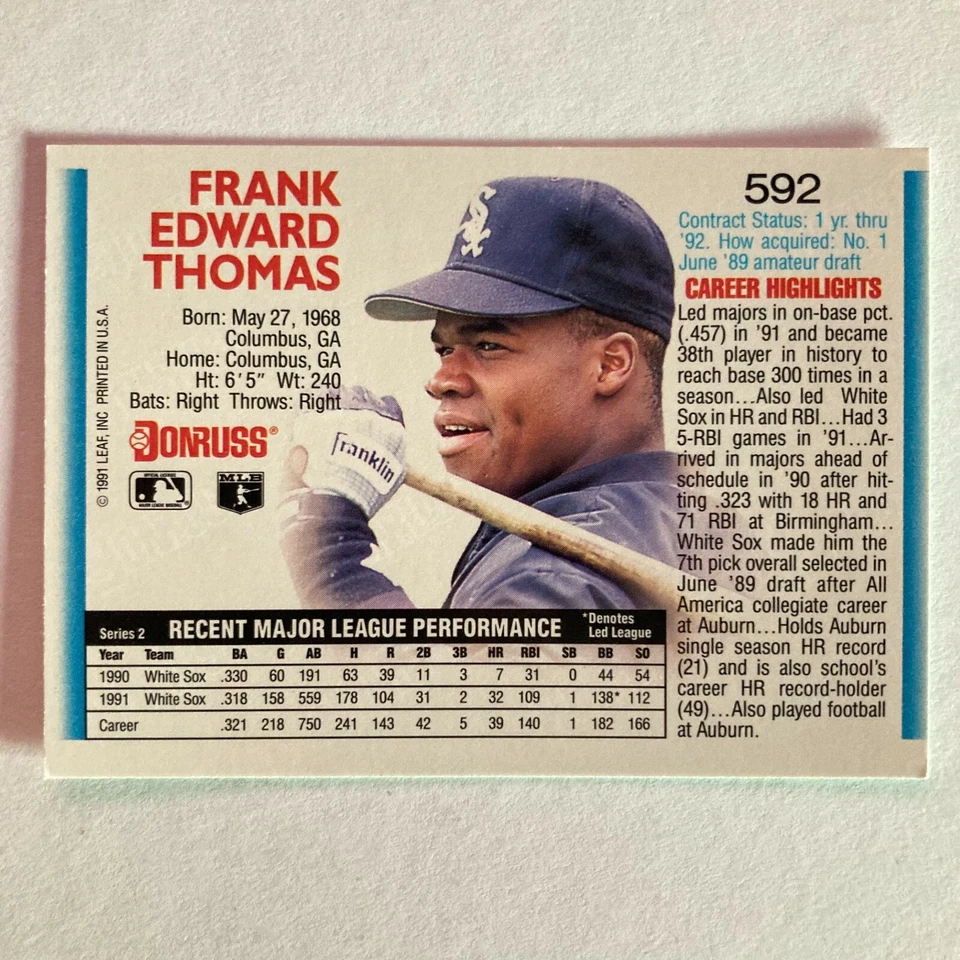 FRANK
EDWARD
THOMAS
Born: May 27, 1968
Columbus, GA
Home: Columbus, GA
Ht: 6'5" Wt: 240
Bats: Right Throws: Right
DONRUSS®
OFFICIAL LICENSEE
MAJOR LEAGUE BASEBALL
MLB
© 1991 LEAF, INC PRINTED IN U.S.A.
Sox
Franklin
592
Contract Status: 1 yr. thru
'92. How acquired: No. 1
June '89 amateur draft
CAREER HIGHLIGHTS
Led majors in on-base pct.
(.457) in '91 and became
38th player in history to
reach base 300 times in a
season...Also led White
Sox in HR and RBI...Had 3
5-RBI games in '91...Ar-
rived in majors ahead of
schedule in '90 after hit-
ting .323 with 18 HR and
71 RBI at Birmingham...
White Sox made him the
7th pick overall selected in
June '89 draft after All
America collegiate career
at Auburn...Holds Auburn
single season HR record
(21) and is also school's
career HR record-holder
(49)...Also played football
at Auburn.
Series 2 RECENT MAJOR LEAGUE PERFORMANCE *Denotes
Led League
Year Team BA G AB H R 2B 3B HR RBI SB BB SO
1990 White Sox .330 60 191 63 39 11 3 7 31 0 44 54
1991 White Sox .318 158 559 178 104 31 2 32 109 1 138* 112
Career .321 218 750 241 143 42 5 39 140 1 182 166